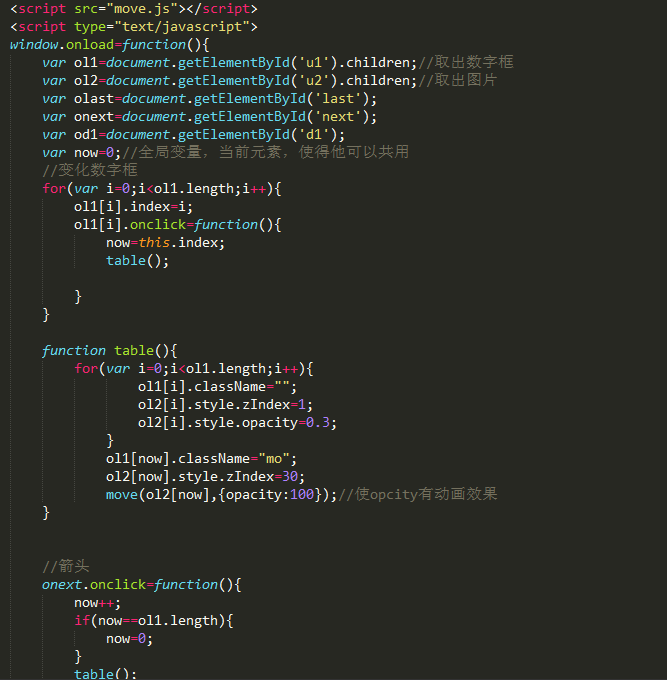 <script src="move.js"></script>
<script type="text/javascript">
window.onload=function(){
    var ol1=document.getElementById('u1').children;//取出数字框
    var ol2=document.getElementById('u2').children;//取出图片
    var olast=document.getElementById('last');
    var onext=document.getElementById('next');
    var od1=document.getElementById('d1');
    var now=0;//全局变量，当前元素，使得他可以共用
    //变化数字框
    for(var i=0;i<ol1.length;i++){
        ol1[i].index=i;
        ol1[i].onclick=function(){
            now=this.index;
            table();
        }
    }
    function table(){
        for(var i=0;i<ol1.length;i++){
                ol1[i].className="";
                ol2[i].style.zIndex=1;
                ol2[i].style.opacity=0.3;
            }
            ol1[now].className="mo";
            ol2[now].style.zIndex=30;
            move(ol2[now],{opacity:100});//使opcity有动画效果
    }
    //箭头
    onext.onclick=function(){
        now++;
        if(now==ol1.length){
            now=0;
        }
        table();